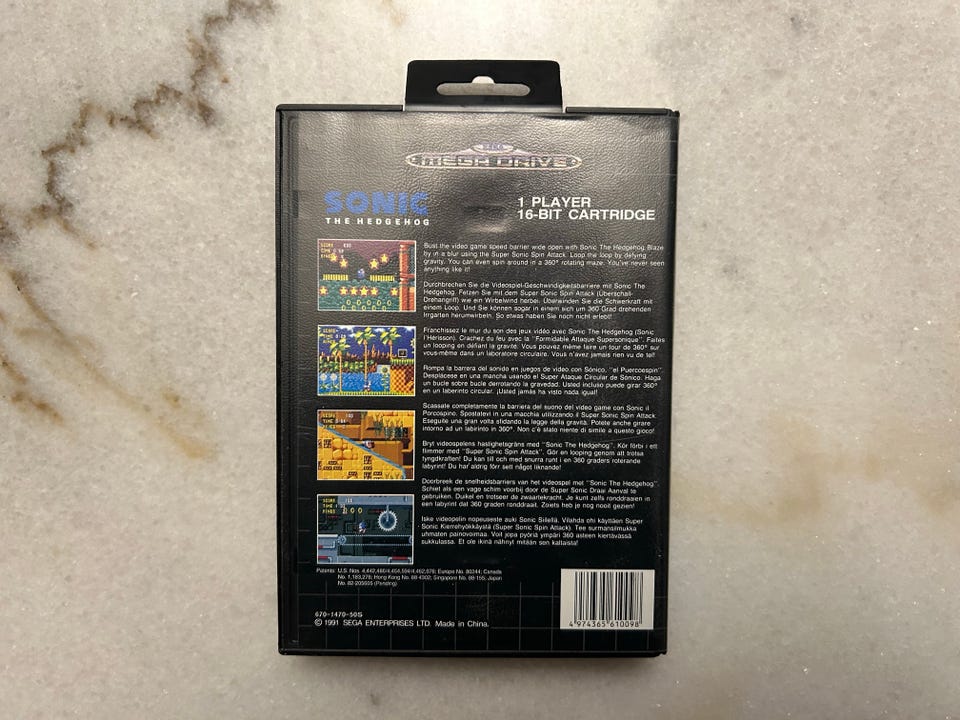 SEGA
MEGA DRIVE
SONIC
THE HEDGEHOG
1 PLAYER
16-BIT CARTRIDGE
Bust the video game speed barrier wide open with Sonic The Hedgehog. Blaze
by in a blur using the Super Sonic Spin Attack. Loop the loop by defying
gravity. You can even spin around in a 360° rotating maze. You've never seen
anything like it!
Durchbrechen Sie die Videospiel-Geschwindigkeitsbarriere mit Sonic The
Hedgehog. Fetzen Sie mit dem Super Sonic Spin Attack (Überschall-
Drehangriff) wie ein Wirbelwind herbei. Überwinden Sie die Schwerkraft mit
einem Loop. Und Sie können sogar in einem sich um 360 Grad drehenden
Irrgarten herumwirbeln. So etwas haben Sie noch nicht erlebt!
Franchissez le mur du son des jeux vidéo avec Sonic The Hedgehog (Sonic
l'Hérisson). Crachez du feu avec la "Formidable Attaque Supersonique". Faites
un looping en défiant la gravité. Vous pouvez même faire un tour de 360° sur
vous-même dans un laboratoire circulaire. Vous n'avez jamais rien vu de tel!
Rompa la barrera del sonido en juegos de video con Sónico, "el Puercoespín".
Desplácese en una mancha usando el Super Ataque Circular de Sónico. Haga
un bucle sobre bucle derrotando la gravedad. Usted incluso puede girar 360°
en un laberinto circular. ¡Usted jamás ha visto nada igual!
Scassate completamente la barriera del suono del video game con Sonic il
Porcospino. Spostatevi in una macchia utilizzando il Super Sonic Spin Attack.
Eseguite una gran volta sfidando la legge della gravità. Potete anche girare
intorno ad un labirinto in 360°. Non c'è stato niente di simile a questo gioco!
Bryt videospelens hastighetsgräns med "Sonic The Hedgehog". Kör förbi i ett
flimmer med "Super Sonic Spin Attack". Gör en looping genom att trotsa
tyngdkraften! Du kan till och med snurra runt i en 360 graders roterande
labyrint! Du har aldrig förr sett något liknande!
Doorbreek de snelheidsbarriers van het videospel met "Sonic The Hedgehog".
Schiet als een vage schim voorbij door de Super Sonic Draai Aanval te
gebruiken. Duikel en trotseer de zwaartekracht. Je kunt zelfs ronddraaien in
een labyrint dat 360 graden ronddraait. Zoiets heb je nog nooit gezien!
Iske videopelin nopeuseste auki Sonic Siilellä. Vilahda ohi käyttäen Super
Sonic Kierrehyökkäystä (Super Sonic Spin Attack). Tee surmansilmukka
uhmaten painovoimaa. Voit jopa pyöriä ympäri 360 asteen kiertävässä
sokkulassa. Et ole ikinä nähnyt mitään sen kaltaista!
Patents: U.S. Nos. 4,442,486/4,454,594/4,462,076; Europe No. 80244; Canada
No. 1,183,276; Hong Kong No. 88-4302; Singapore No. 88-155; Japan
No. 82-205605 (Pending)
670-1470-50S
© 1991 SEGA ENTERPRISES LTD. Made in China.
4 974365 610098